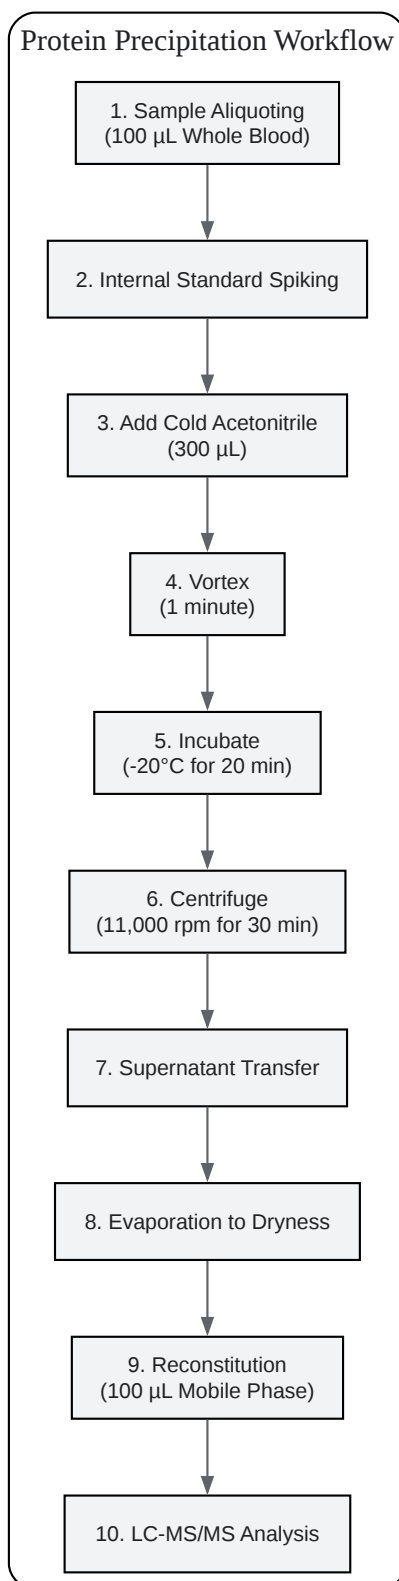 Protein Precipitation Workflow
1. Sample Aliquoting
(100 µL Whole Blood)
2. Internal Standard Spiking
3. Add Cold Acetonitrile
(300 µL)
4. Vortex
(1 minute)
5. Incubate
(-20°C for 20 min)
6. Centrifuge
(11,000 rpm for 30 min)
7. Supernatant Transfer
8. Evaporation to Dryness
9. Reconstitution
(100 µL Mobile Phase)
10. LC-MS/MS Analysis